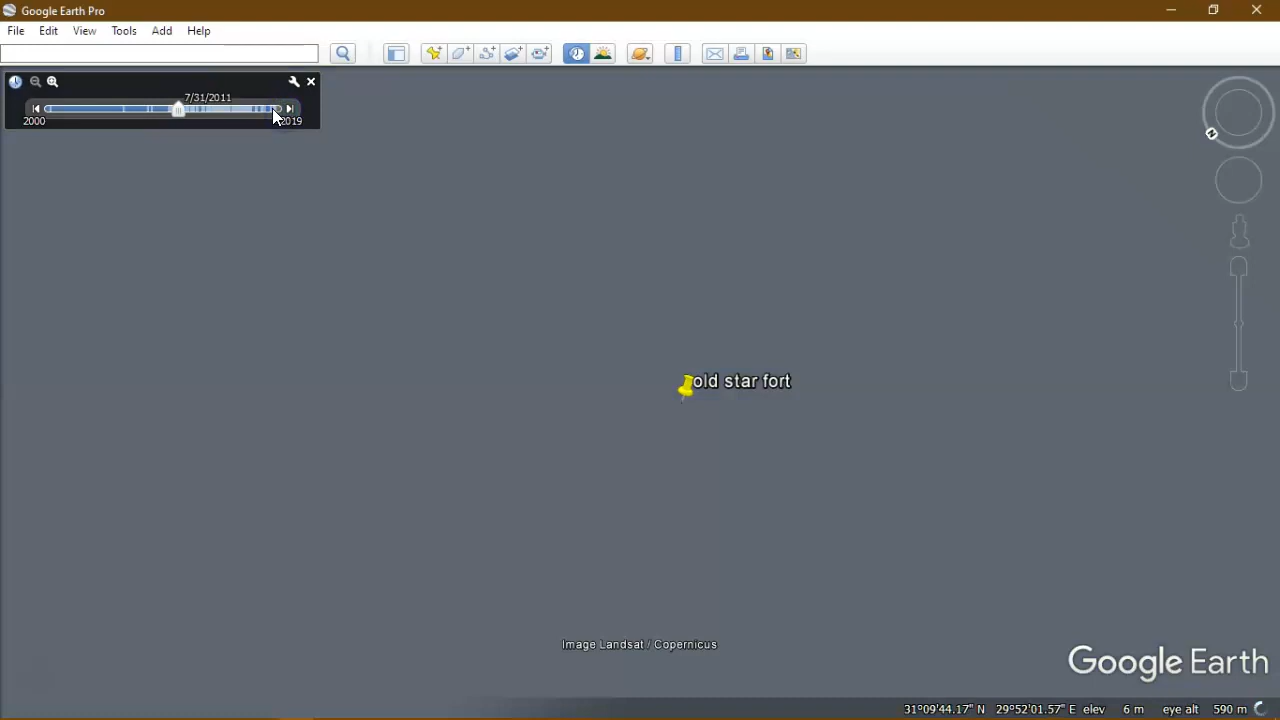 Google Earth Pro
File Edit View Tools Add Help
7/31/2011
2000 2019
N
old star fort
Image Landsat / Copernicus
Google Earth
31°09'44.17" N 29°52'01.57" E elev 6 m eye alt 590 m